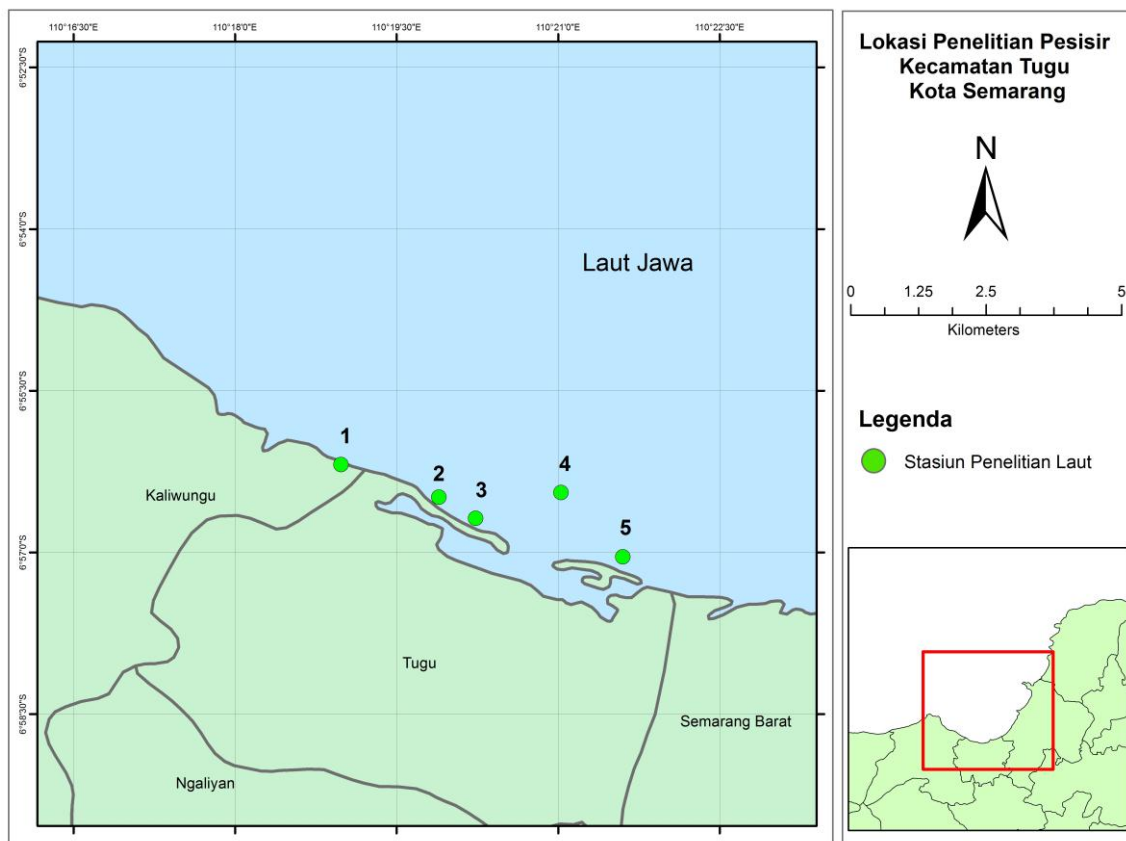 110°16'30"E
110°18'0"E
110°19'30"E
110°21'0"E
110°22'30"E
6°52'30"S
6°54'0"S
6°55'30"S
6°57'0"S
6°58'30"S
Laut Jawa
1
2
3
4
5
Kaliwungu
Tugu
Semarang Barat
Ngaliyan
Lokasi Penelitian Pesisir
Kecamatan Tugu
Kota Semarang
N
0 1.25 2.5 5
Kilometers
Legenda
Stasiun Penelitian Laut